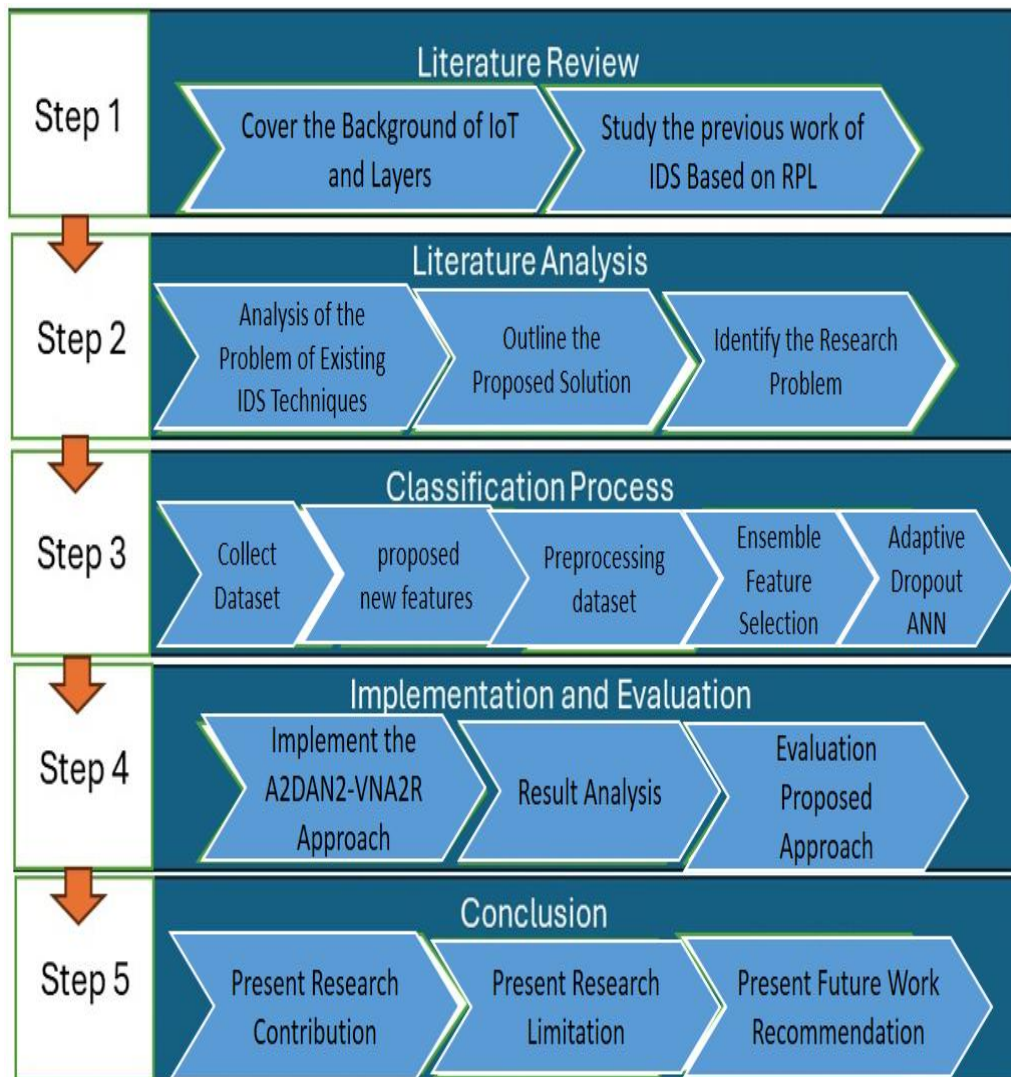 Step 1
Literature Review
Cover the Background of IoT
and Layers
Study the previous work of
IDS Based on RPL
Step 2
Literature Analysis
Analysis of the
Problem of Existing
IDS Techniques
Outline the
Proposed Solution
Identify the Research
Problem
Step 3
Classification Process
Collect
Dataset
proposed
new features
Preprocessing
dataset
Ensemble
Feature
Selection
Adaptive
Dropout
ANN
Step 4
Implementation and Evaluation
Implement the
A2DAN2-VNA2R
Approach
Result Analysis
Evaluation
Proposed
Approach
Step 5
Conclusion
Present Research
Contribution
Present Research
Limitation
Present Future Work
Recommendation